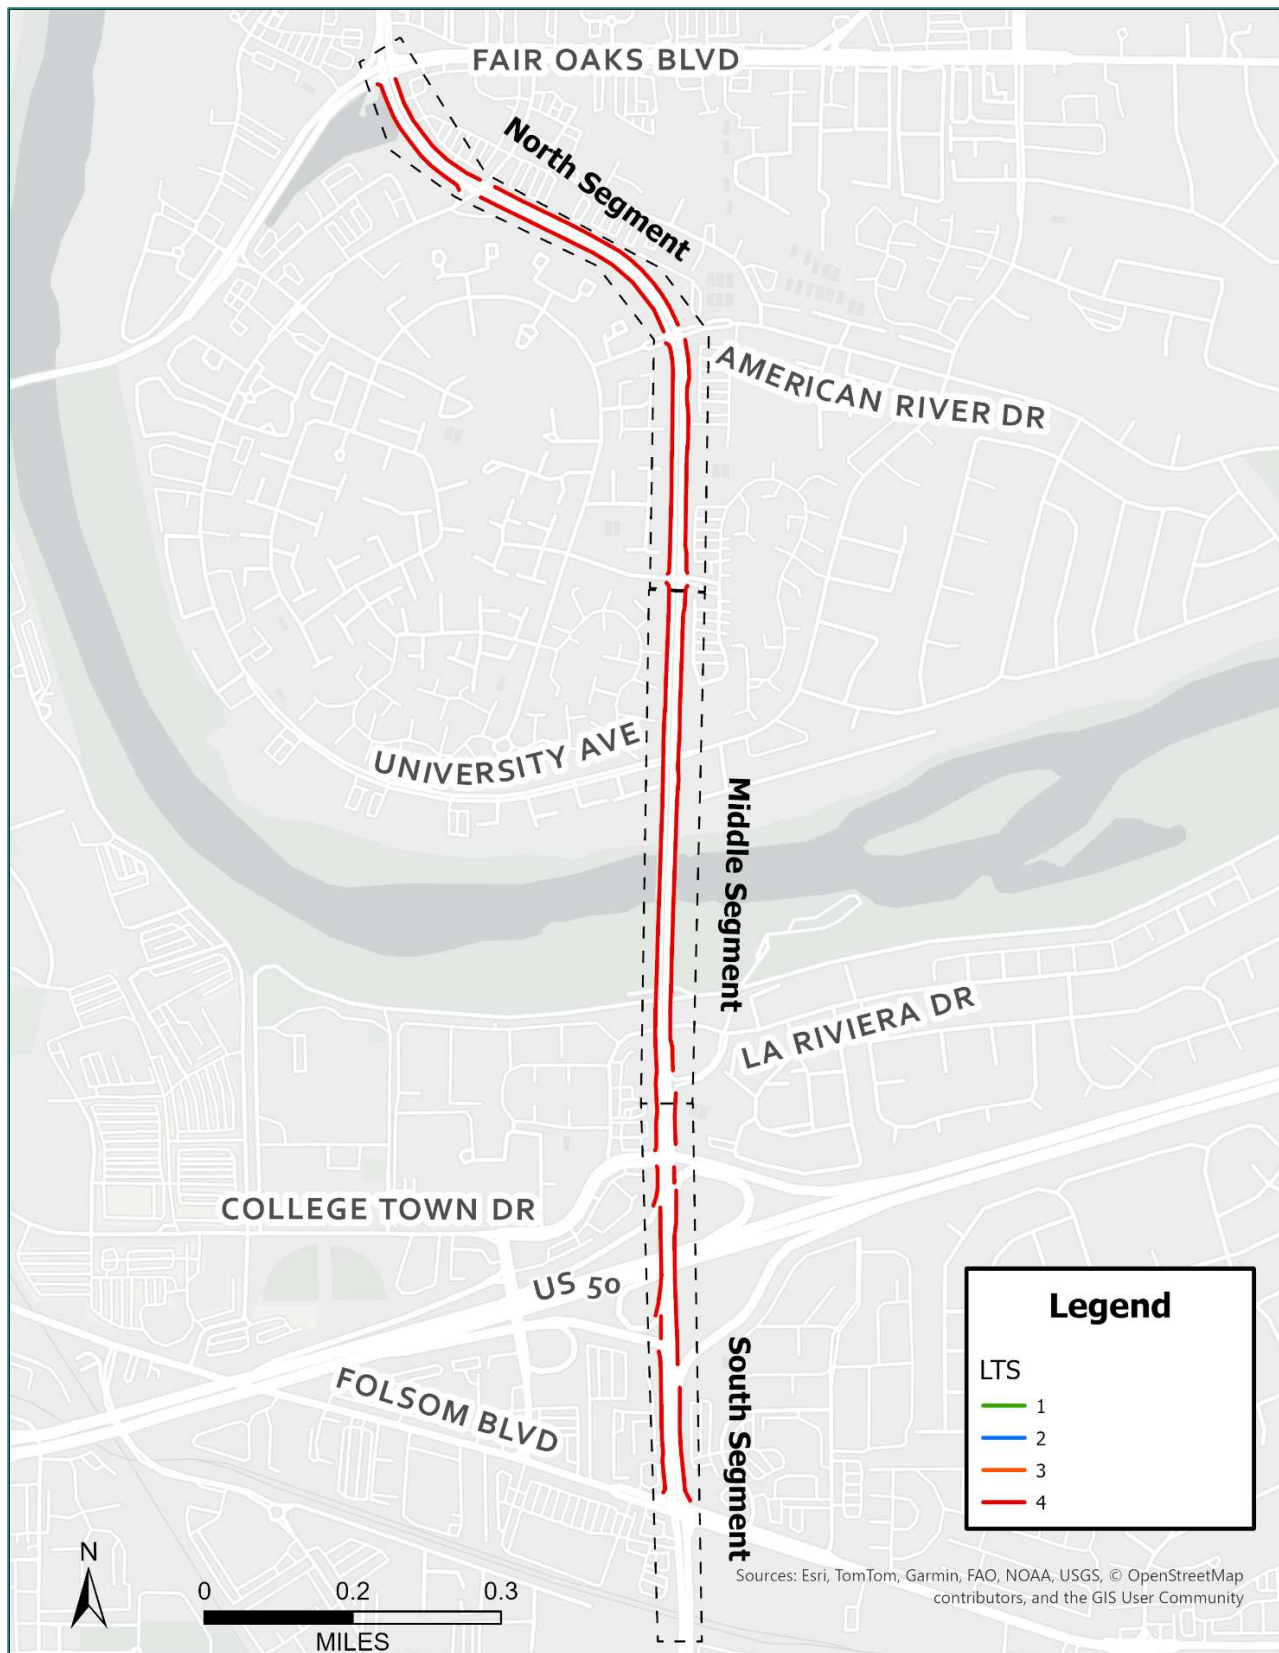 FAIR OAKS BLVD
North Segment
AMERICAN RIVER DR
UNIVERSITY AVE
Middle Segment
LA RIVIERA DR
COLLEGE TOWN DR
US 50
FOLSOM BLVD
South Segment
Legend
LTS
1
2
3
4
N
0 0.2 0.3
MILES
Sources: Esri, TomTom, Garmin, FAO, NOAA, USGS, © OpenStreetMap
contributors, and the GIS User Community